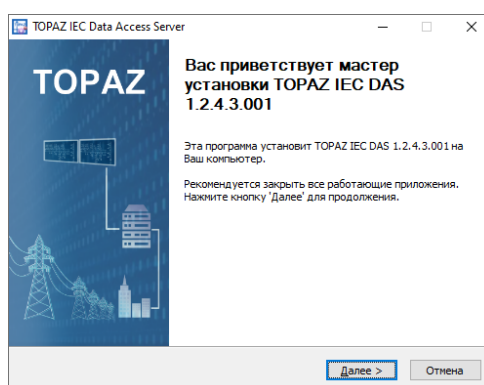 TOPAZ IEC Data Access Server
TOPAZ
Вас приветствует мастер
установки TOPAZ IEC DAS
1.2.4.3.001
Эта программа установит TOPAZ IEC DAS 1.2.4.3.001 на
Ваш компьютер.
Рекомендуется закрыть все работающие приложения.
Нажмите кнопку 'Далее' для продолжения.
Далее >
Отмена